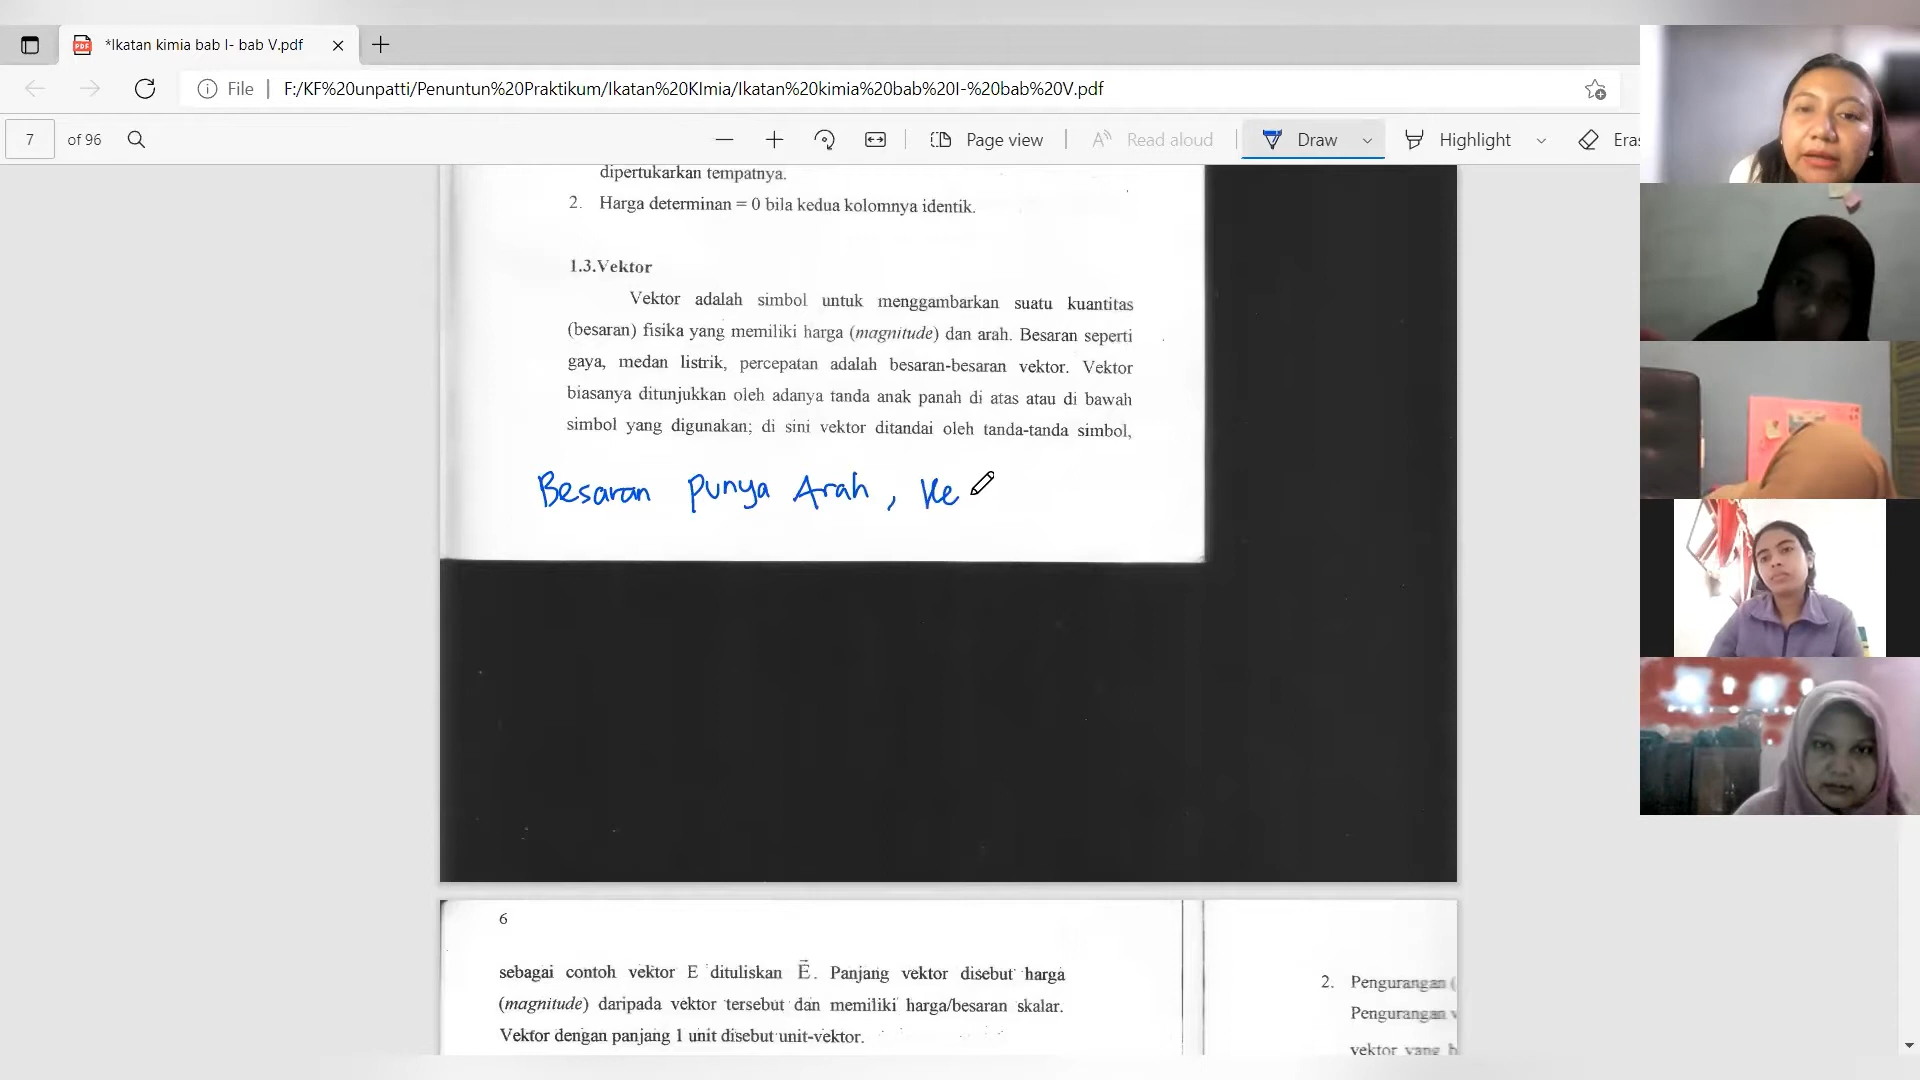 *Ikatan kimia bab I- bab V.pdf
File
F:/KF%20unpatti/Penuntun%20Praktikum/Ikatan%20KImia/Ikatan%20kimia%20bab%20I-%20bab%20V.pdf
7 of 96
Page view
Read aloud
Draw
Highlight
Eras
dipertukarkan tempatnya.
2. Harga determinan = 0 bila kedua kolomnya identik.
1.3.Vektor
Vektor adalah simbol untuk menggambarkan suatu kuantitas
(besaran) fisika yang memiliki harga (magnitude) dan arah. Besaran seperti
gaya, medan listrik, percepatan adalah besaran-besaran vektor. Vektor
biasanya ditunjukkan oleh adanya tanda anak panah di atas atau di bawah
simbol yang digunakan; di sini vektor ditandai oleh tanda-tanda simbol,
Besaran Punya Arah, Ke
6
sebagai contoh vektor E dituliskan E⃗. Panjang vektor disebut harga
(magnitude) daripada vektor tersebut dan memiliki harga/besaran skalar.
Vektor dengan panjang 1 unit disebut unit-vektor.
2. Pengurangan (
Pengurangan v
vektor yang b